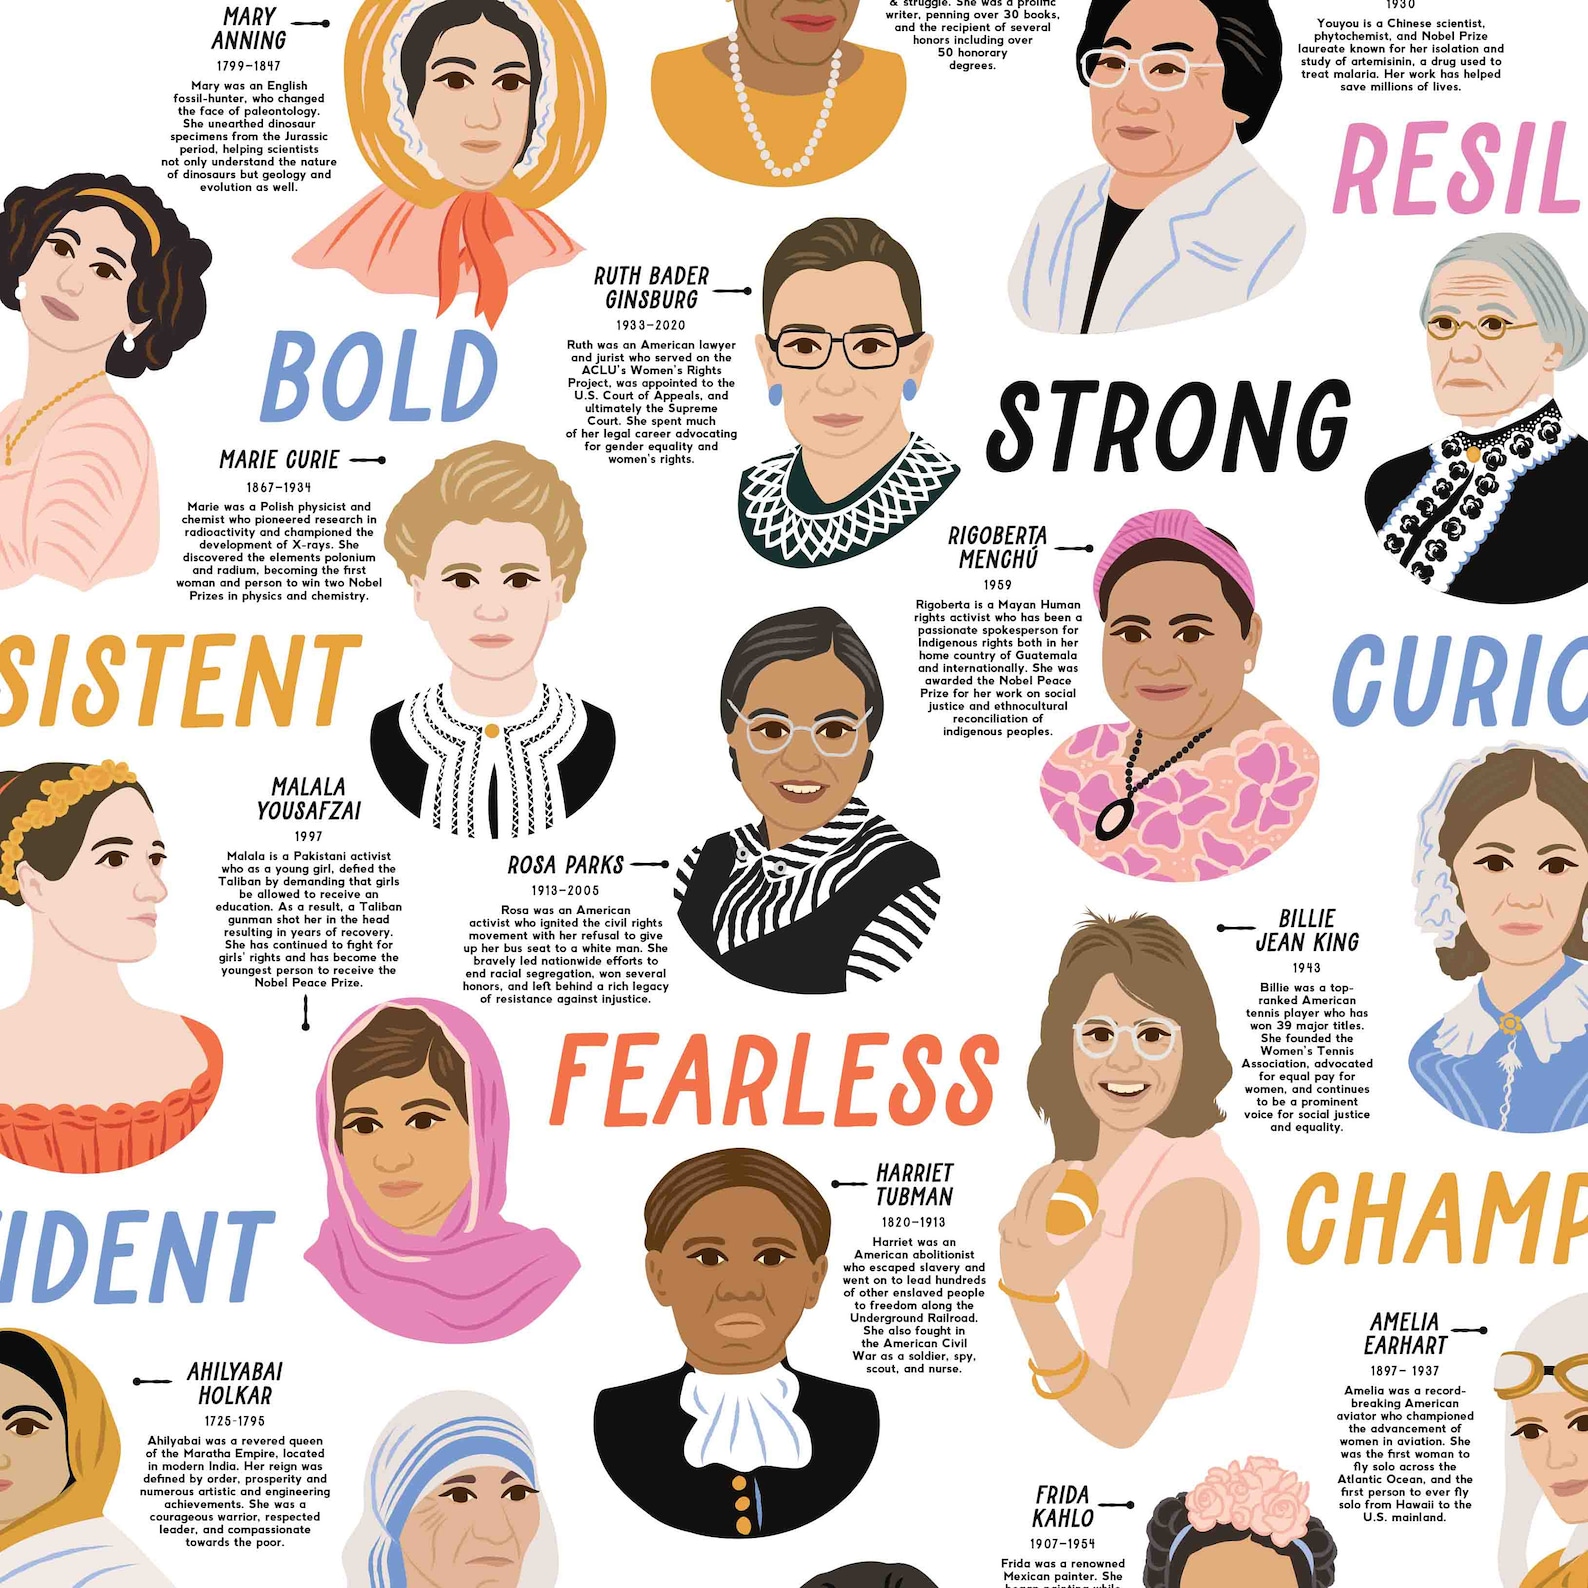 MARY
ANNING
1799–1847
Mary was an English
fossil-hunter, who changed
the face of paleontology.
She unearthed dinosaur
specimens from the Jurassic
period, helping scientists
not only understand the nature
of dinosaurs but geology and
evolution as well.
& struggle. She was a prolific
writer, penning over 30 books,
and the recipient of several
honors including over
50 honorary
degrees.
1930
Youyou is a Chinese scientist,
phytochemist, and Nobel Prize
laureate known for her isolation and
study of artemisinin, a drug used to
treat malaria. Her work has helped
save millions of lives.
RESIL
RUTH BADER
GINSBURG
1933–2020
Ruth was an American lawyer
and jurist who served on the
ACLU's Women's Rights
Project, was appointed to the
U.S. Court of Appeals, and
ultimately the Supreme
Court. She spent much
of her legal career advocating
for gender equality and
women's rights.
BOLD
STRONG
MARIE CURIE
1867–1934
Marie was a Polish physicist and
chemist who pioneered research in
radioactivity and championed the
development of X-rays. She
discovered the elements polonium
and radium, becoming the first
woman and person to win two Nobel
Prizes in physics and chemistry.
RIGOBERTA
MENCHÚ
1959
Rigoberta is a Mayan Human
rights activist who has been a
passionate spokesperson for
Indigenous rights both in her
home country of Guatemala
and internationally. She was
awarded the Nobel Peace
Prize for her work on social
justice and ethnocultural
reconciliation of
indigenous peoples.
SISTENT
CURIO
MALALA
YOUSAFZAI
1997
Malala is a Pakistani activist
who as a young girl, defied the
Taliban by demanding that girls
be allowed to receive an
education. As a result, a Taliban
gunman shot her in the head
resulting in years of recovery.
She has continued to fight for
girls' rights and has become the
youngest person to receive the
Nobel Peace Prize.
ROSA PARKS
1913–2005
Rosa was an American
activist who ignited the civil rights
movement with her refusal to give
up her bus seat to a white man. She
bravely led nationwide efforts to
end racial segregation, won several
honors, and left behind a rich legacy
of resistance against injustice.
BILLIE
JEAN KING
1943
Billie was a top-
ranked American
tennis player who has
won 39 major titles.
She founded the
Women's Tennis
Association, advocated
for equal pay for
women, and continues
to be a prominent
voice for social justice
and equality.
FEARLESS
HARRIET
TUBMAN
1820–1913
Harriet was an
American abolitionist
who escaped slavery and
went on to lead hundreds
of other enslaved people
to freedom along the
Underground Railroad.
She also fought in
the American Civil
War as a soldier, spy,
scout, and nurse.
IDENT
CHAMP
AHILYABAI
HOLKAR
1725-1795
Ahilyabai was a revered queen
of the Maratha Empire, located
in modern India. Her reign was
defined by order, prosperity and
numerous artistic and engineering
achievements. She was a
courageous warrior, respected
leader, and compassionate
towards the poor.
AMELIA
EARHART
1897– 1937
Amelia was a record-
breaking American
aviator who championed
the advancement of
women in aviation. She
was the first woman to
fly solo across the
Atlantic Ocean, and the
first person to ever fly
solo from Hawaii to the
U.S. mainland.
FRIDA
KAHLO
1907–1954
Frida was a renowned
Mexican painter. She
began painting while